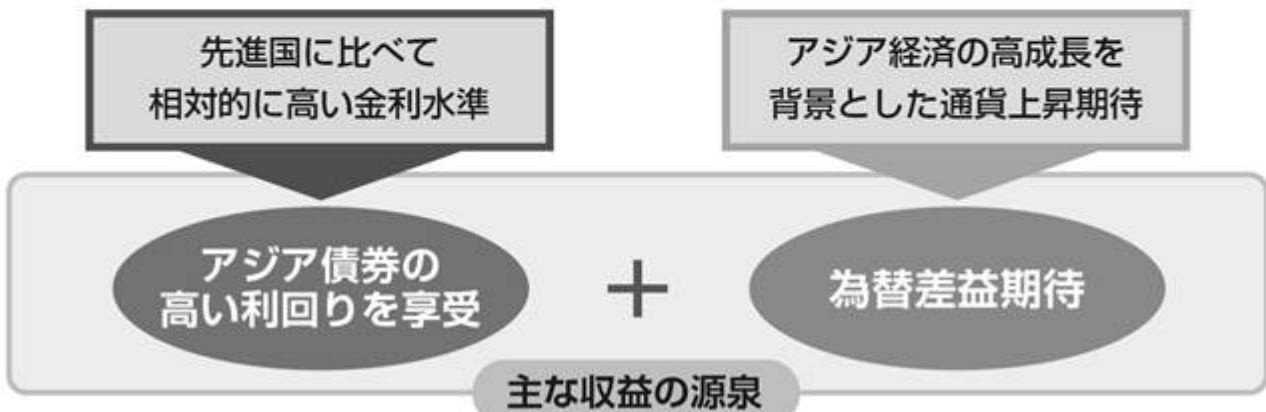 先進国に比べて
相対的に高い金利水準
アジア経済の高成長を
背景とした通貨上昇期待
アジア債券の
高い利回りを享受
+
為替差益期待
主な収益の源泉